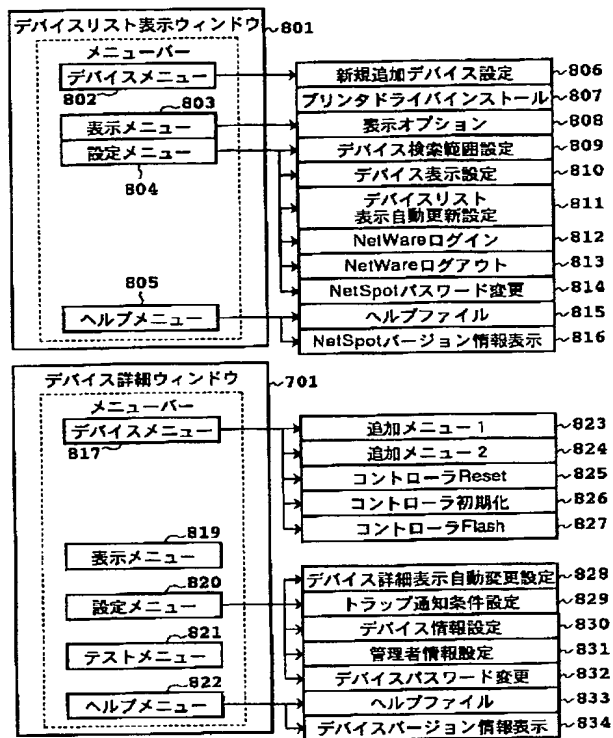 デバイスリスト表示ウィンドウ 801
メニューバー
デバイスメニュー
802
803
表示メニュー
設定メニュー
804
805
ヘルプメニュー
新規追加デバイス設定 806
プリンタドライバインストール 807
表示オプション 808
デバイス検索範囲設定 809
デバイス表示設定 810
デバイスリスト
表示自動更新設定 811
NetWareログイン 812
NetWareログアウト 813
NetSpotパスワード変更 814
ヘルプファイル 815
NetSpotバージョン情報表示 816
デバイス詳細ウィンドウ 701
メニューバー
デバイスメニュー
817
819
表示メニュー
820
設定メニュー
821
テストメニュー
822
ヘルプメニュー
追加メニュー1 823
追加メニュー2 824
コントローラReset 825
コントローラ初期化 826
コントローラFlash 827
デバイス詳細表示自動変更設定 828
トラップ通知条件設定 829
デバイス情報設定 830
管理者情報設定 831
デバイスパスワード変更 832
ヘルプファイル 833
デバイスバージョン情報表示 834